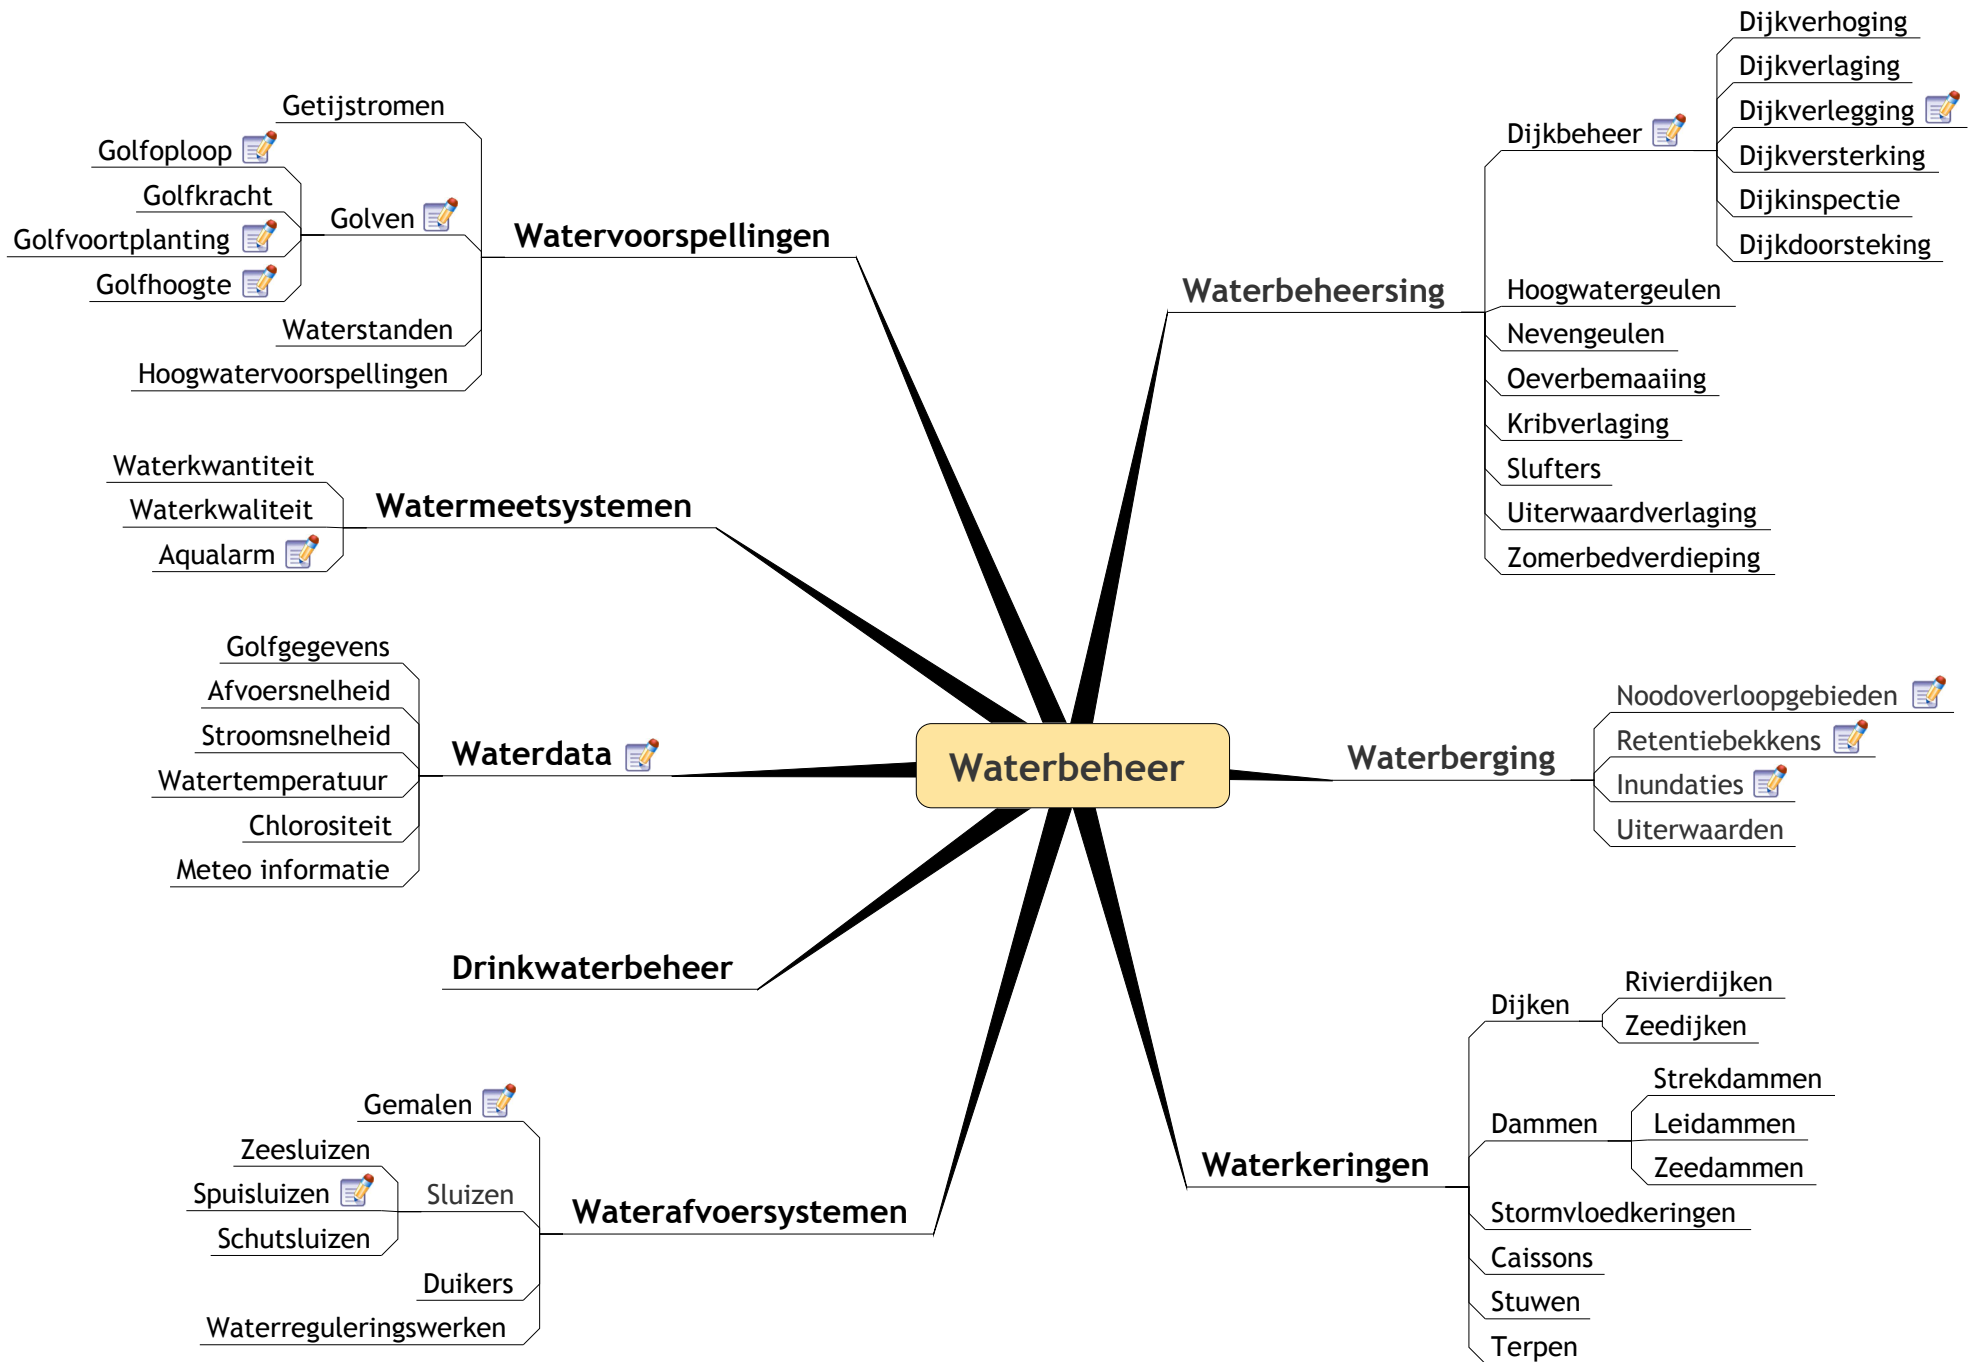 Waterbeheer
Watervoorspellingen
Getijstromen
Golven
Golfoploop
Golfkracht
Golfvoortplanting
Golfhoogte
Waterstanden
Hoogwatervoorspellingen
Watermeetsystemen
Waterkwantiteit
Waterkwaliteit
Aqualarm
Waterdata
Golfgegevens
Afvoersnelheid
Stroomsnelheid
Watertemperatuur
Chlorositeit
Meteo informatie
Drinkwaterbeheer
Waterafvoersystemen
Gemalen
Sluizen
Zeesluizen
Spuisluizen
Schutsluizen
Duikers
Waterreguleringswerken
Waterbeheersing
Dijkbeheer
Dijkverhoging
Dijkverlaging
Dijkverlegging
Dijkversterking
Dijkinspectie
Dijkdoorsteking
Hoogwatergeulen
Nevengeulen
Oeverbemaaiing
Kribverlaging
Slufters
Uiterwaardverlaging
Zomerbedverdieping
Waterberging
Noodoverloopgebieden
Retentiebekkens
Inundaties
Uiterwaarden
Waterkeringen
Dijken
Rivierdijken
Zeedijken
Dammen
Strekdammen
Leidammen
Zeedammen
Stormvloedkeringen
Caissons
Stuwen
Terpen